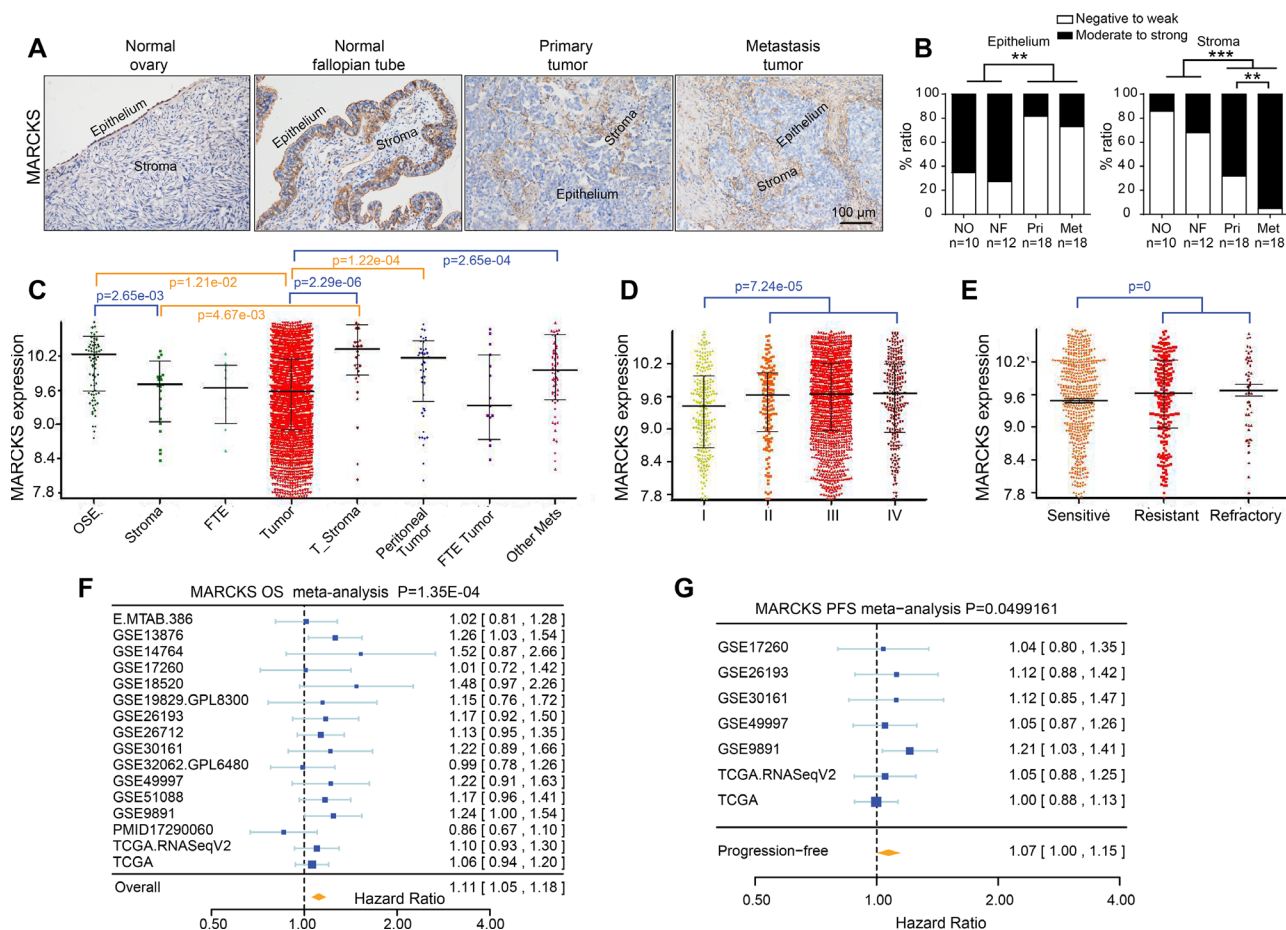 A
Normal
ovary
Normal
fallopian tube
Primary
tumor
Metastasis
tumor
MARCKS
Epithelium
Stroma
Epithelium
Stroma
Stroma
Epithelium
Epithelium
Stroma
100 µm
B
Negative to weak
Moderate to strong
Epithelium
**
% ratio
100
80
60
40
20
0
NO
n=10
NF
n=12
Pri
n=18
Met
n=18
Stroma
***
**
% ratio
100
80
60
40
20
0
NO
n=10
NF
n=12
Pri
n=18
Met
n=18
C
p=2.65e-04
p=1.22e-04
p=1.21e-02
p=2.65e-03
p=2.29e-06
p=4.67e-03
MARCKS expression
10.2
9.6
9.0
8.4
7.8
OSE
Stroma
FTE
Tumor
T_Stroma
Peritoneal
Tumor
FTE Tumor
Other Mets
D
p=7.24e-05
MARCKS expression
10.2
9.6
9.0
8.4
7.8
I
II
III
IV
E
p=0
MARCKS expression
10.2
9.6
9.0
8.4
7.8
Sensitive
Resistant
Refractory
F
MARCKS OS meta-analysis P=1.35E-04
E.MTAB.386 1.02 [ 0.81 , 1.28 ]
GSE13876 1.26 [ 1.03 , 1.54 ]
GSE14764 1.52 [ 0.87 , 2.66 ]
GSE17260 1.01 [ 0.72 , 1.42 ]
GSE18520 1.48 [ 0.97 , 2.26 ]
GSE19829.GPL8300 1.15 [ 0.76 , 1.72 ]
GSE26193 1.17 [ 0.92 , 1.50 ]
GSE26712 1.13 [ 0.95 , 1.35 ]
GSE30161 1.22 [ 0.89 , 1.66 ]
GSE32062.GPL6480 0.99 [ 0.78 , 1.26 ]
GSE49997 1.22 [ 0.91 , 1.63 ]
GSE51088 1.17 [ 0.96 , 1.41 ]
GSE9891 1.24 [ 1.00 , 1.54 ]
PMID17290060 0.86 [ 0.67 , 1.10 ]
TCGA.RNASeqV2 1.10 [ 0.93 , 1.30 ]
TCGA 1.06 [ 0.94 , 1.20 ]
Overall 1.11 [ 1.05 , 1.18 ]
Hazard Ratio
0.50 1.00 2.00 4.00
G
MARCKS PFS meta−analysis P=0.0499161
GSE17260 1.04 [ 0.80 , 1.35 ]
GSE26193 1.12 [ 0.88 , 1.42 ]
GSE30161 1.12 [ 0.85 , 1.47 ]
GSE49997 1.05 [ 0.87 , 1.26 ]
GSE9891 1.21 [ 1.03 , 1.41 ]
TCGA.RNASeqV2 1.05 [ 0.88 , 1.25 ]
TCGA 1.00 [ 0.88 , 1.13 ]
Progression−free 1.07 [ 1.00 , 1.15 ]
0.50 1.00 2.00 4.00
Hazard Ratio